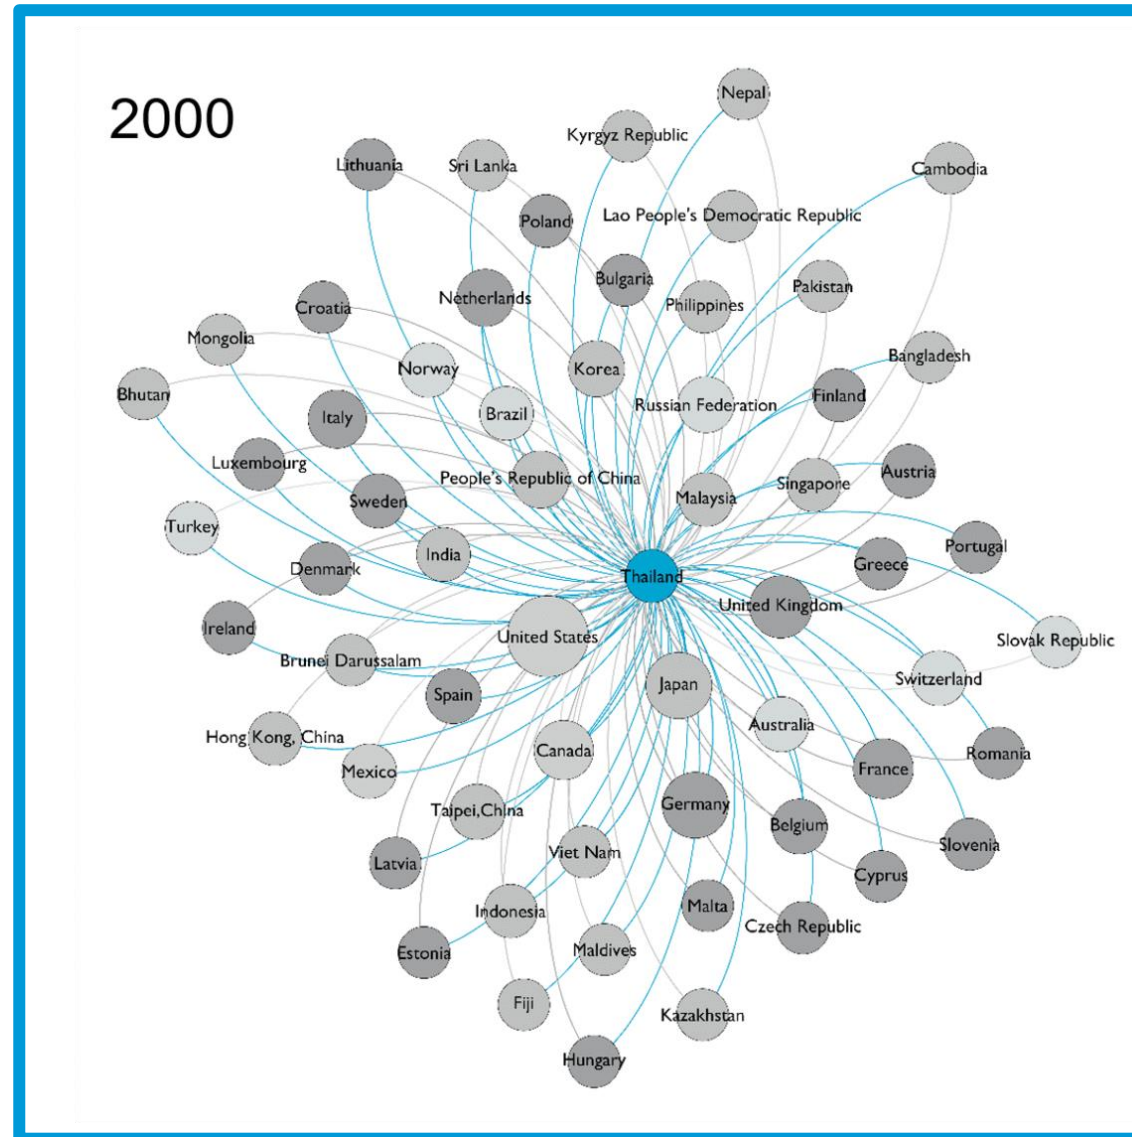 2000
Nepal
Kyrgyz Republic
Lithuania
Sri Lanka
Cambodia
Poland
Lao People's Democratic Republic
Bulgaria
Pakistan
Netherlands
Philippines
Croatia
Mongolia
Bangladesh
Norway
Korea
Bhutan
Russian Federation
Finland
Brazil
Italy
Luxembourg
Austria
People's Republic of China
Singapore
Malaysia
Sweden
Turkey
India
Portugal
Greece
Denmark
Thailand
United Kingdom
Ireland
United States
Slovak Republic
Brunei Darussalam
Switzerland
Japan
Spain
Australia
Hong Kong, China
Canada
Romania
Mexico
France
Germany
Taipei,China
Belgium
Slovenia
Viet Nam
Latvia
Cyprus
Malta
Indonesia
Czech Republic
Estonia
Maldives
Fiji
Kazakhstan
Hungary